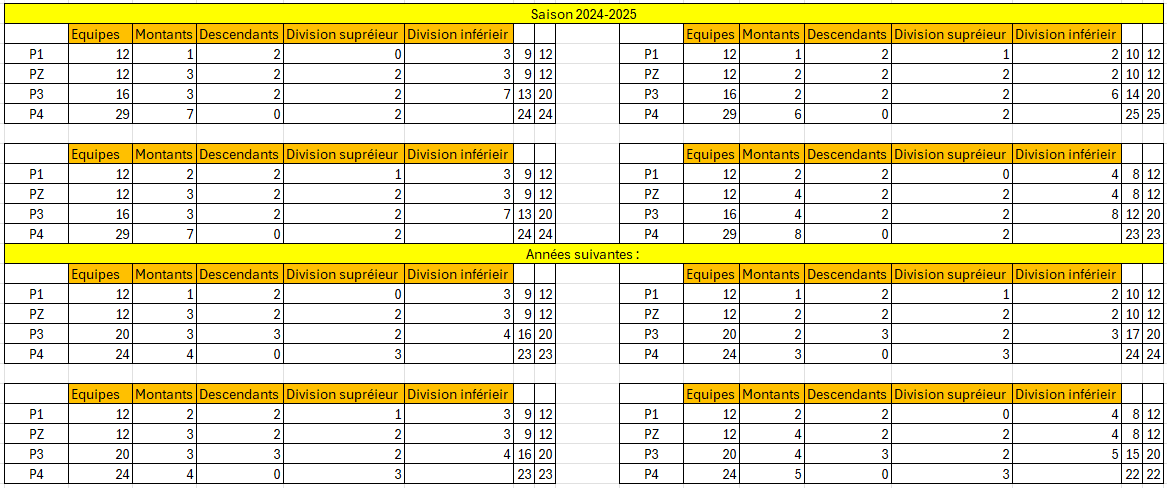 Saison 2024-2025
Equipes Montants Descendants Division supréieur Division inférieir Equipes Montants Descendants Division supréieur Division inférieir
P1 12 1 2 0 3 9 12 P1 12 1 2 1 2 10 12
PZ 12 3 2 2 3 9 12 PZ 12 2 2 2 2 10 12
P3 16 3 2 2 7 13 20 P3 16 2 2 2 6 14 20
P4 29 7 0 2 24 24 P4 29 6 0 2 25 25
Equipes Montants Descendants Division supréieur Division inférieir Equipes Montants Descendants Division supréieur Division inférieir
P1 12 2 2 1 3 9 12 P1 12 2 2 0 4 8 12
PZ 12 3 2 2 3 9 12 PZ 12 4 2 2 4 8 12
P3 16 3 2 2 7 13 20 P3 16 4 2 2 8 12 20
P4 29 7 0 2 24 24 P4 29 8 0 2 23 23
Années suivantes :
Equipes Montants Descendants Division supréieur Division inférieir Equipes Montants Descendants Division supréieur Division inférieir
P1 12 1 2 0 3 9 12 P1 12 1 2 1 2 10 12
PZ 12 3 2 2 3 9 12 PZ 12 2 2 2 2 10 12
P3 20 3 3 2 4 16 20 P3 20 2 3 2 3 17 20
P4 24 4 0 3 23 23 P4 24 3 0 3 24 24
Equipes Montants Descendants Division supréieur Division inférieir Equipes Montants Descendants Division supréieur Division inférieir
P1 12 2 2 1 3 9 12 P1 12 2 2 0 4 8 12
PZ 12 3 2 2 3 9 12 PZ 12 4 2 2 4 8 12
P3 20 3 3 2 4 16 20 P3 20 4 3 2 5 15 20
P4 24 4 0 3 23 23 P4 24 5 0 3 22 22